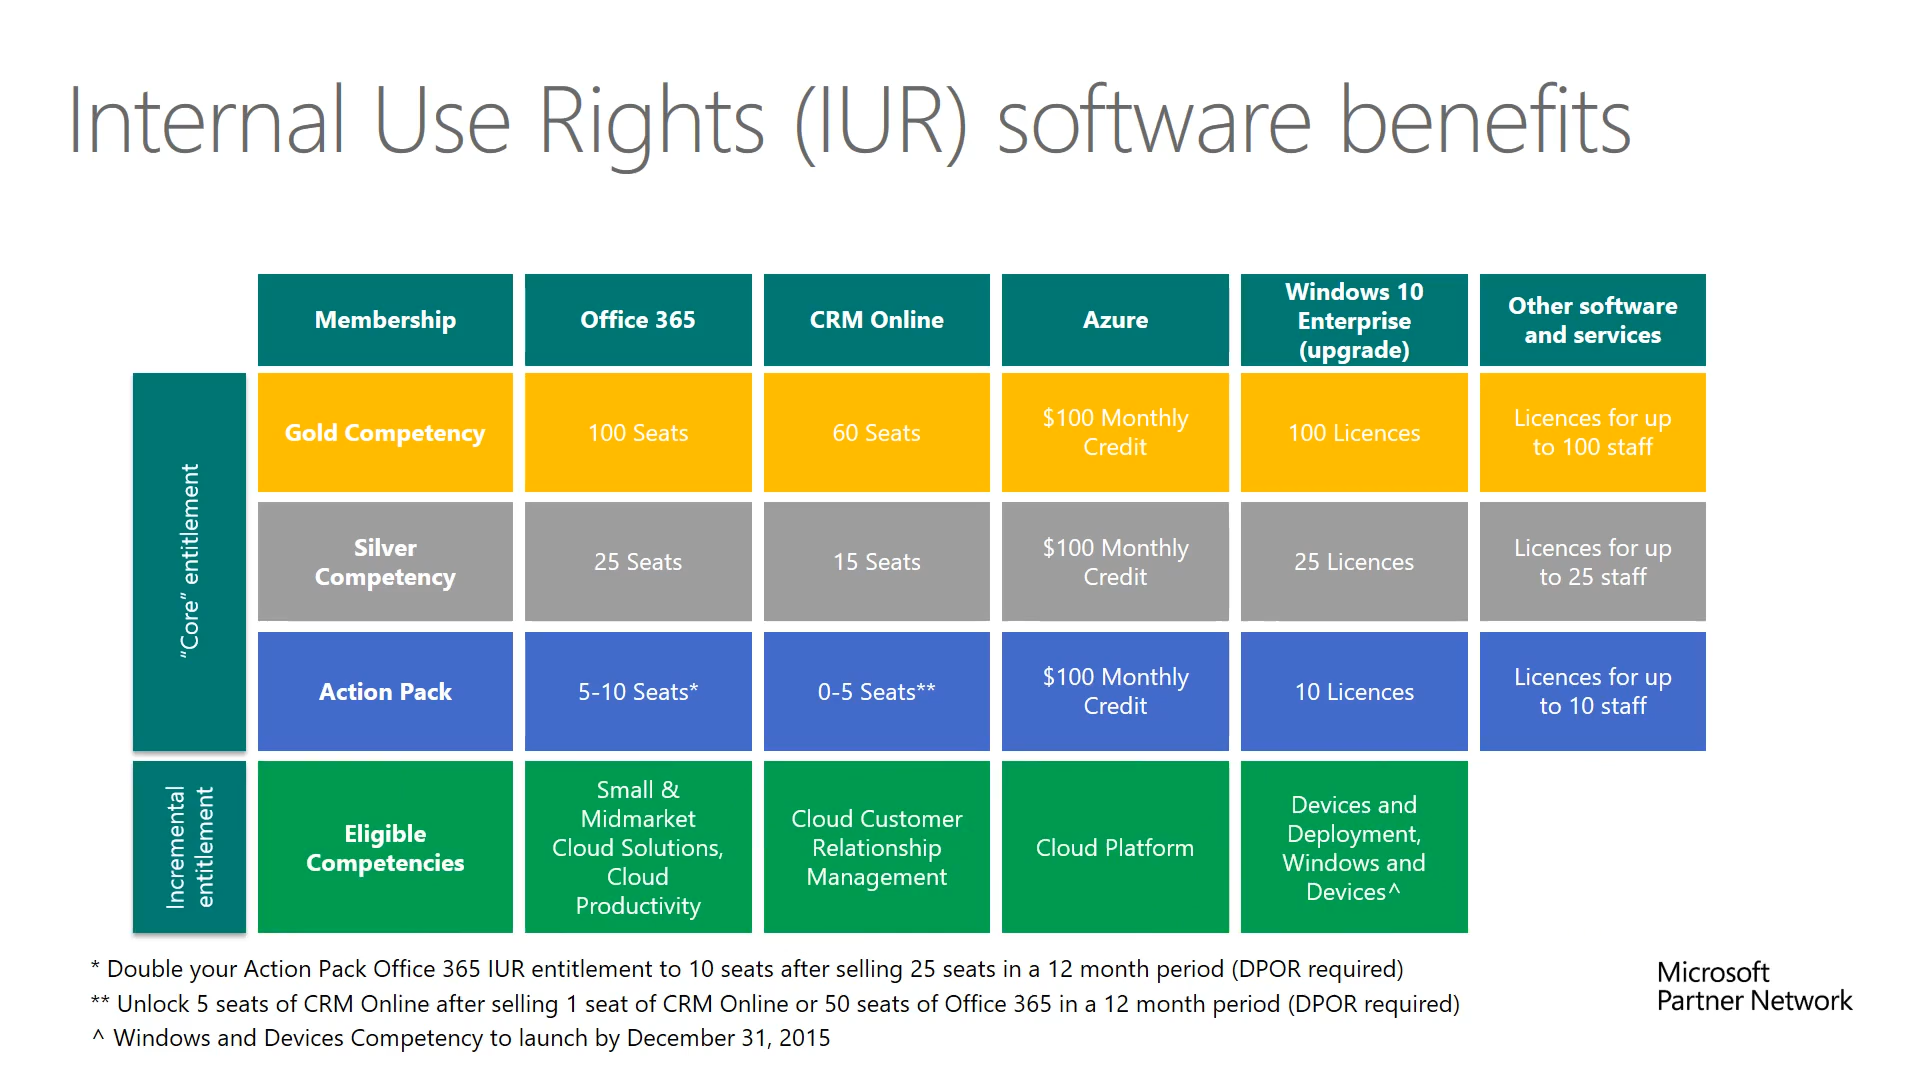 Internal Use Rights (IUR) software benefits
Membership
Office 365
CRM Online
Azure
Windows 10
Enterprise
(upgrade)
Other software
and services
"Core" entitlement
Gold Competency
100 Seats
60 Seats
$100 Monthly
Credit
100 Licences
Licences for up
to 100 staff
Silver
Competency
25 Seats
15 Seats
$100 Monthly
Credit
25 Licences
Licences for up
to 25 staff
Action Pack
5-10 Seats*
0-5 Seats**
$100 Monthly
Credit
10 Licences
Licences for up
to 10 staff
Incremental
entitlement
Eligible
Competencies
Small &
Midmarket
Cloud Solutions,
Cloud
Productivity
Cloud Customer
Relationship
Management
Cloud Platform
Devices and
Deployment,
Windows and
Devices^
* Double your Action Pack Office 365 IUR entitlement to 10 seats after selling 25 seats in a 12 month period (DPOR required)
** Unlock 5 seats of CRM Online after selling 1 seat of CRM Online or 50 seats of Office 365 in a 12 month period (DPOR required)
^ Windows and Devices Competency to launch by December 31, 2015
Microsoft
Partner Network